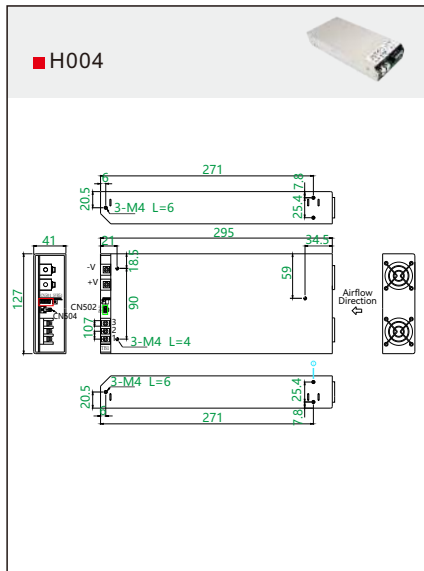 H004
271
6
7.8
20.5
25.4
3-M4 L=6
295
41
21
34.5
18.5
-V
+V
59
127
CN502
CN504
90
Airflow
Direction
107
3
2
1
3-M4 L=4
3-M4 L=6
25.4
20.5
271
7.8